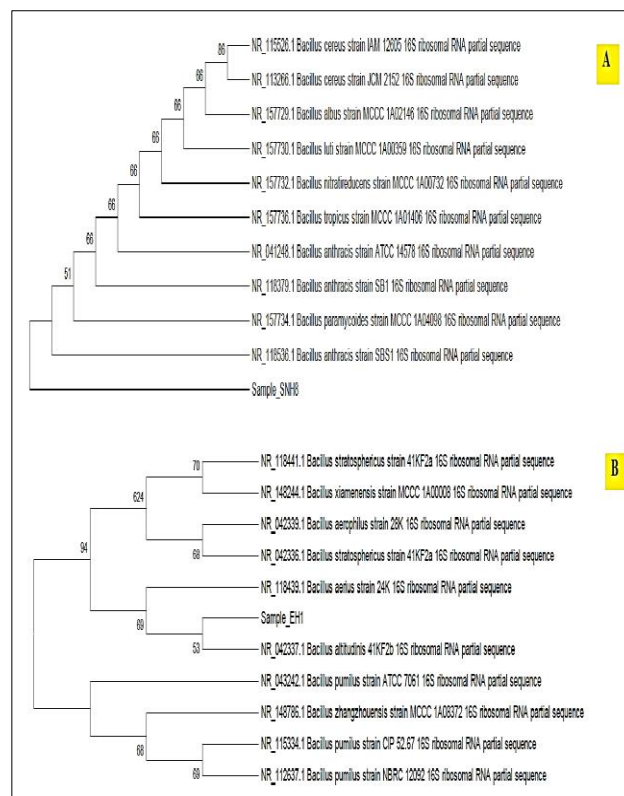 A
86
NR_115526.1 Bacillus cereus strain IAM 12605 16S ribosomal RNA partial sequence
NR_113266.1 Bacillus cereus strain JCM 2152 16S ribosomal RNA partial sequence
66
NR_157729.1 Bacillus albus strain MCCC 1A02146 16S ribosomal RNA partial sequence
66
NR_157730.1 Bacillus luti strain MCCC 1A00359 16S ribosomal RNA partial sequence
66
NR_157732.1 Bacillus nitratireducens strain MCCC 1A00732 16S ribosomal RNA partial sequence
66
NR_157736.1 Bacillus tropicus strain MCCC 1A01406 16S ribosomal RNA partial sequence
66
NR_041248.1 Bacillus anthracis strain ATCC 14578 16S ribosomal RNA partial sequence
66
NR_118379.1 Bacillus anthracis strain SB1 16S ribosomal RNA partial sequence
51
NR_157734.1 Bacillus paramycoides strain MCCC 1A04098 16S ribosomal RNA partial sequence
NR_118536.1 Bacillus anthracis strain SBS1 16S ribosomal RNA partial sequence
Sample_SNH8
B
70
NR_118441.1 Bacillus stratosphericus strain 41KF2a 16S ribosomal RNA partial sequence
NR_148244.1 Bacillus xiamenensis strain MCCC 1A00008 16S ribosomal RNA partial sequence
624
NR_042339.1 Bacillus aerophilus strain 28K 16S ribosomal RNA partial sequence
68
NR_042336.1 Bacillus stratosphericus strain 41KF2a 16S ribosomal RNA partial sequence
94
NR_118439.1 Bacillus aerius strain 24K 16S ribosomal RNA partial sequence
69
Sample_EH1
53
NR_042337.1 Bacillus altitudinis 41KF2b 16S ribosomal RNA partial sequence
NR_043242.1 Bacillus pumilus strain ATCC 7061 16S ribosomal RNA partial sequence
NR_148786.1 Bacillus zhangzhouensis strain MCCC 1A08372 16S ribosomal RNA partial sequence
68
NR_115334.1 Bacillus pumilus strain CIP 52.67 16S ribosomal RNA partial sequence
69
NR_112637.1 Bacillus pumilus strain NBRC 12092 16S ribosomal RNA partial sequence